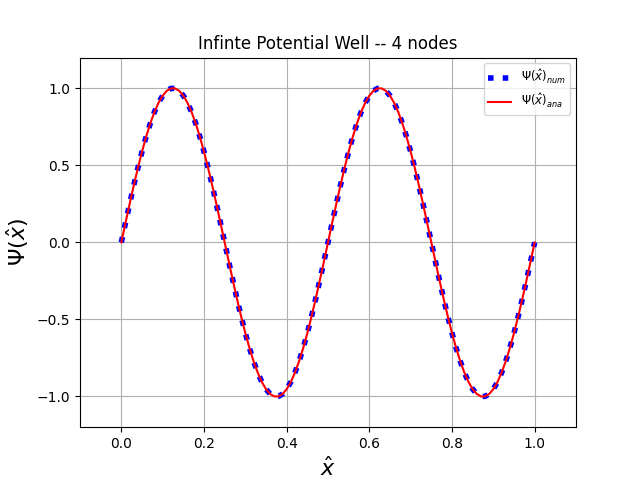 Infinte Potential Well -- 4 nodes
Ψ(x̂)num
Ψ(x̂)ana
1.0
0.5
0.0
−0.5
−1.0
Ψ(x̂)
0.0 0.2 0.4 0.6 0.8 1.0
x̂